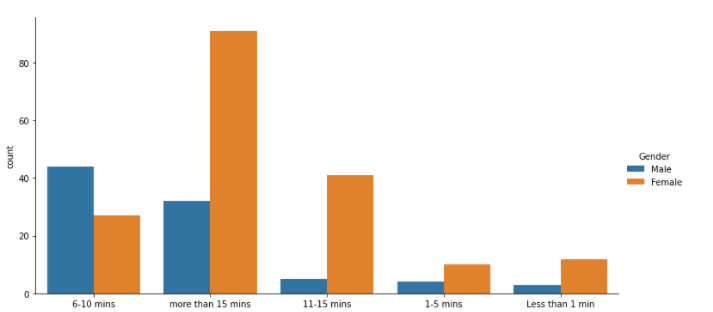 80
60
40
20
0
count
6-10 mins
more than 15 mins
11-15 mins
1-5 mins
Less than 1 min
Gender
Male
Female